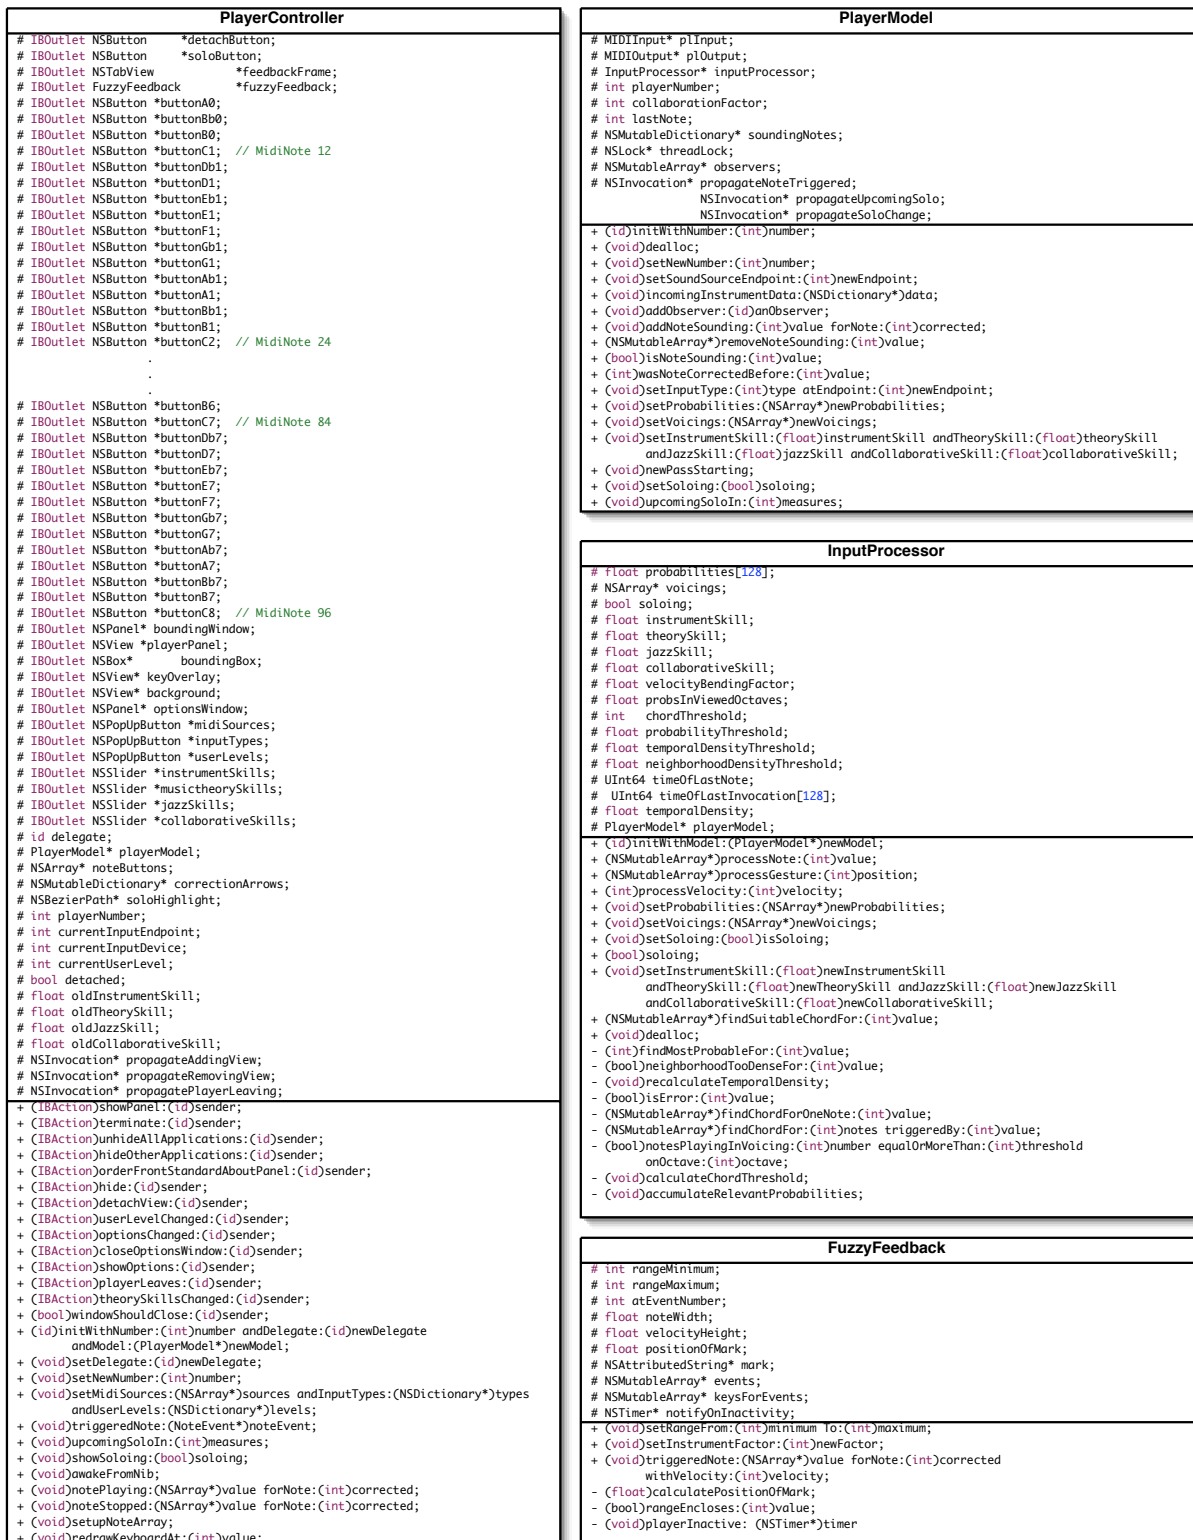 PlayerController
# IBOutlet NSButton *detachButton;
# IBOutlet NSButton *soloButton;
# IBOutlet NSTabView *feedbackFrame;
# IBOutlet FuzzyFeedback *fuzzyFeedback;
# IBOutlet NSButton *buttonA0;
# IBOutlet NSButton *buttonBb0;
# IBOutlet NSButton *buttonB0;
# IBOutlet NSButton *buttonC1; // MidiNote 12
# IBOutlet NSButton *buttonDb1;
# IBOutlet NSButton *buttonD1;
# IBOutlet NSButton *buttonEb1;
# IBOutlet NSButton *buttonE1;
# IBOutlet NSButton *buttonF1;
# IBOutlet NSButton *buttonGb1;
# IBOutlet NSButton *buttonG1;
# IBOutlet NSButton *buttonAb1;
# IBOutlet NSButton *buttonA1;
# IBOutlet NSButton *buttonBb1;
# IBOutlet NSButton *buttonB1;
# IBOutlet NSButton *buttonC2; // MidiNote 24
.
.
.
# IBOutlet NSButton *buttonB6;
# IBOutlet NSButton *buttonC7; // MidiNote 84
# IBOutlet NSButton *buttonDb7;
# IBOutlet NSButton *buttonD7;
# IBOutlet NSButton *buttonEb7;
# IBOutlet NSButton *buttonE7;
# IBOutlet NSButton *buttonF7;
# IBOutlet NSButton *buttonGb7;
# IBOutlet NSButton *buttonG7;
# IBOutlet NSButton *buttonAb7;
# IBOutlet NSButton *buttonA7;
# IBOutlet NSButton *buttonBb7;
# IBOutlet NSButton *buttonB7;
# IBOutlet NSButton *buttonC8; // MidiNote 96
# IBOutlet NSPanel* boundingWindow;
# IBOutlet NSView *playerPanel;
# IBOutlet NSBox* boundingBox;
# IBOutlet NSView* keyOverlay;
# IBOutlet NSView* background;
# IBOutlet NSPanel* optionsWindow;
# IBOutlet NSPopUpButton *midiSources;
# IBOutlet NSPopUpButton *inputTypes;
# IBOutlet NSPopUpButton *userLevels;
# IBOutlet NSSlider *instrumentSkills;
# IBOutlet NSSlider *musictheorySkills;
# IBOutlet NSSlider *jazzSkills;
# IBOutlet NSSlider *collaborativeSkills;
# id delegate;
# PlayerModel* playerModel;
# NSArray* noteButtons;
# NSMutableDictionary* correctionArrows;
# NSBezierPath* soloHighlight;
# int playerNumber;
# int currentInputEndpoint;
# int currentInputDevice;
# int currentUserLevel;
# bool detached;
# float oldInstrumentSkill;
# float oldTheorySkill;
# float oldJazzSkill;
# float oldCollaborativeSkill;
# NSInvocation* propagateAddingView;
# NSInvocation* propagateRemovingView;
# NSInvocation* propagatePlayerLeaving;
+ (IBAction)showPanel:(id)sender;
+ (IBAction)terminate:(id)sender;
+ (IBAction)unhideAllApplications:(id)sender;
+ (IBAction)hideOtherApplications:(id)sender;
+ (IBAction)orderFrontStandardAboutPanel:(id)sender;
+ (IBAction)hide:(id)sender;
+ (IBAction)detachView:(id)sender;
+ (IBAction)userLevelChanged:(id)sender;
+ (IBAction)optionsChanged:(id)sender;
+ (IBAction)closeOptionsWindow:(id)sender;
+ (IBAction)showOptions:(id)sender;
+ (IBAction)playerLeaves:(id)sender;
+ (IBAction)theorySkillsChanged:(id)sender;
+ (bool)windowShouldClose:(id)sender;
+ (id)initWithNumber:(int)number andDelegate:(id)newDelegate
andModel:(PlayerModel*)newModel;
+ (void)setDelegate:(id)newDelegate;
+ (void)setNewNumber:(int)number;
+ (void)setMidiSources:(NSArray*)sources andInputTypes:(NSDictionary*)types
andUserLevels:(NSDictionary*)levels;
+ (void)triggeredNote:(NoteEvent*)noteEvent;
+ (void)upcomingSoloIn:(int)measures;
+ (void)showSoloing:(bool)soloing;
+ (void)awakeFromNib;
+ (void)notePlaying:(NSArray*)value forNote:(int)corrected;
+ (void)noteStopped:(NSArray*)value forNote:(int)corrected;
+ (void)setupNoteArray;
+ (void)redrawKeyboardAt:(int)value;
PlayerModel
# MIDIInput* plInput;
# MIDIOutput* plOutput;
# InputProcessor* inputProcessor;
# int playerNumber;
# int collaborationFactor;
# int lastNote;
# NSMutableDictionary* soundingNotes;
# NSLock* threadLock;
# NSMutableArray* observers;
# NSInvocation* propagateNoteTriggered;
NSInvocation* propagateUpcomingSolo;
NSInvocation* propagateSoloChange;
+ (id)initWithNumber:(int)number;
+ (void)dealloc;
+ (void)setNewNumber:(int)number;
+ (void)setSoundSourceEndpoint:(int)newEndpoint;
+ (void)incomingInstrumentData:(NSDictionary*)data;
+ (void)addObserver:(id)anObserver;
+ (void)addNoteSounding:(int)value forNote:(int)corrected;
+ (NSMutableArray*)removeNoteSounding:(int)value;
+ (bool)isNoteSounding:(int)value;
+ (int)wasNoteCorrectedBefore:(int)value;
+ (void)setInputType:(int)type atEndpoint:(int)newEndpoint;
+ (void)setProbabilities:(NSArray*)newProbabilities;
+ (void)setVoicings:(NSArray*)newVoicings;
+ (void)setInstrumentSkill:(float)instrumentSkill andTheorySkill:(float)theorySkill
andJazzSkill:(float)jazzSkill andCollaborativeSkill:(float)collaborativeSkill;
+ (void)newPassStarting;
+ (void)setSoloing:(bool)soloing;
+ (void)upcomingSoloIn:(int)measures;
InputProcessor
# float probabilities[128];
# NSArray* voicings;
# bool soloing;
# float instrumentSkill;
# float theorySkill;
# float jazzSkill;
# float collaborativeSkill;
# float velocityBendingFactor;
# float probsInViewedOctaves;
# int chordThreshold;
# float probabilityThreshold;
# float temporalDensityThreshold;
# float neighborhoodDensityThreshold;
# UInt64 timeOfLastNote;
# UInt64 timeOfLastInvocation[128];
# float temporalDensity;
# PlayerModel* playerModel;
+ (id)initWithModel:(PlayerModel*)newModel;
+ (NSMutableArray*)processNote:(int)value;
+ (NSMutableArray*)processGesture:(int)position;
+ (int)processVelocity:(int)velocity;
+ (void)setProbabilities:(NSArray*)newProbabilities;
+ (void)setVoicings:(NSArray*)newVoicings;
+ (void)setSoloing:(bool)isSoloing;
+ (bool)soloing;
+ (void)setInstrumentSkill:(float)newInstrumentSkill
andTheorySkill:(float)newTheorySkill andJazzSkill:(float)newJazzSkill
andCollaborativeSkill:(float)newCollaborativeSkill;
+ (NSMutableArray*)findSuitableChordFor:(int)value;
+ (void)dealloc;
- (int)findMostProbableFor:(int)value;
- (bool)neighborhoodTooDenseFor:(int)value;
- (void)recalculateTemporalDensity;
- (bool)isError:(int)value;
- (NSMutableArray*)findChordForOneNote:(int)value;
- (NSMutableArray*)findChordFor:(int)notes triggeredBy:(int)value;
- (bool)notesPlayingInVoicing:(int)number equalOrMoreThan:(int)threshold
onOctave:(int)octave;
- (void)calculateChordThreshold;
- (void)accumulateRelevantProbabilities;
FuzzyFeedback
# int rangeMinimum;
# int rangeMaximum;
# int atEventNumber;
# float noteWidth;
# float velocityHeight;
# float positionOfMark;
# NSAttributedString* mark;
# NSMutableArray* events;
# NSMutableArray* keysForEvents;
# NSTimer* notifyOnInactivity;
+ (void)setRangeFrom:(int)minimum To:(int)maximum;
+ (void)setInstrumentFactor:(int)newFactor;
+ (void)triggeredNote:(NSArray*)value forNote:(int)corrected
withVelocity:(int)velocity;
- (float)calculatePositionOfMark;
- (bool)rangeEncloses:(int)value;
- (void)playerInactive: (NSTimer*)timer